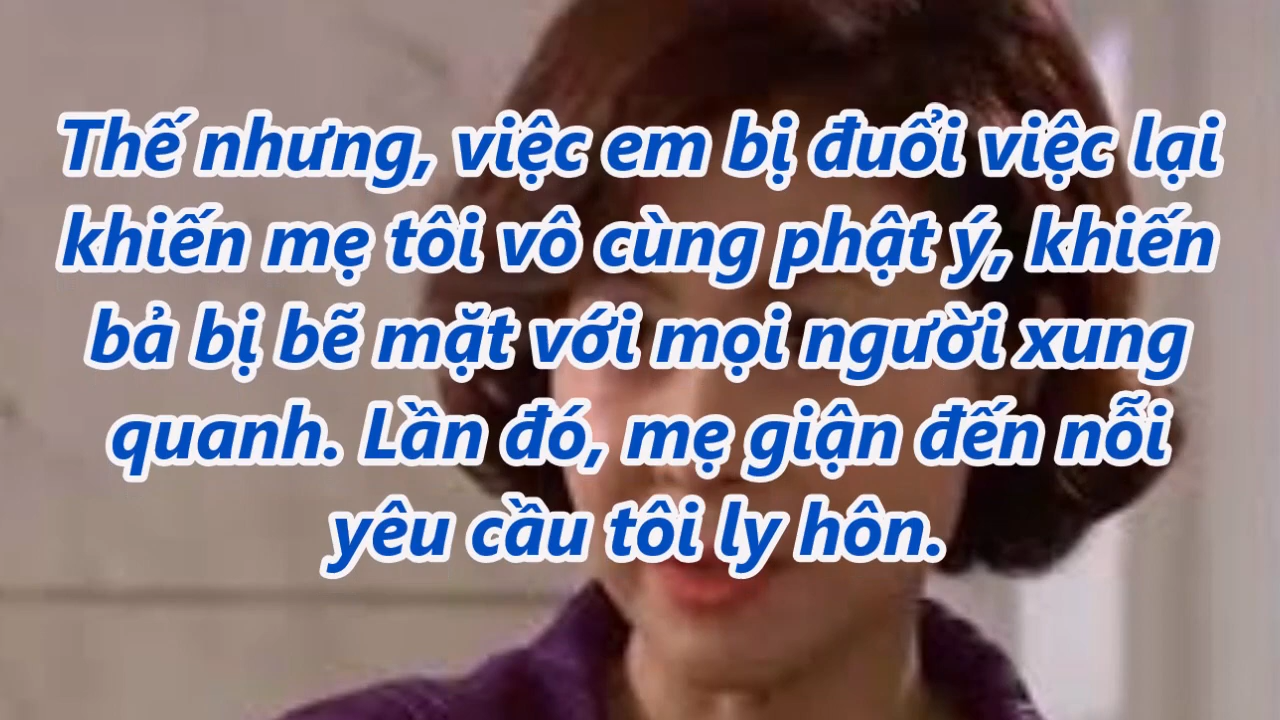 Thế nhưng, việc em bị đuổi việc lại
khiến mẹ tôi vô cùng phật ý, khiến
bả bị bẽ mặt với mọi người xung
quanh. Lần đó, mẹ giận đến nỗi
yêu cầu tôi ly hôn.